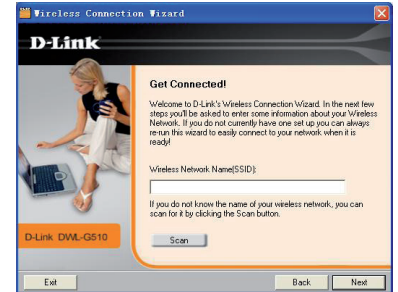 Wireless Connection Wizard
D-Link
Get Connected!
Welcome to D-Link's Wireless Connection Wizard. In the next few
steps you'll be asked to enter some information about your Wireless
Network. If you do not currently have one set up you can always
re-run this wizard to easily connect to your network when it is
ready!
Wireless Network Name(SSID):
If you do not know the name of your wireless network, you can
scan for it by clicking the Scan button.
D-Link DWL-G510
Scan
Exit
Back
Next